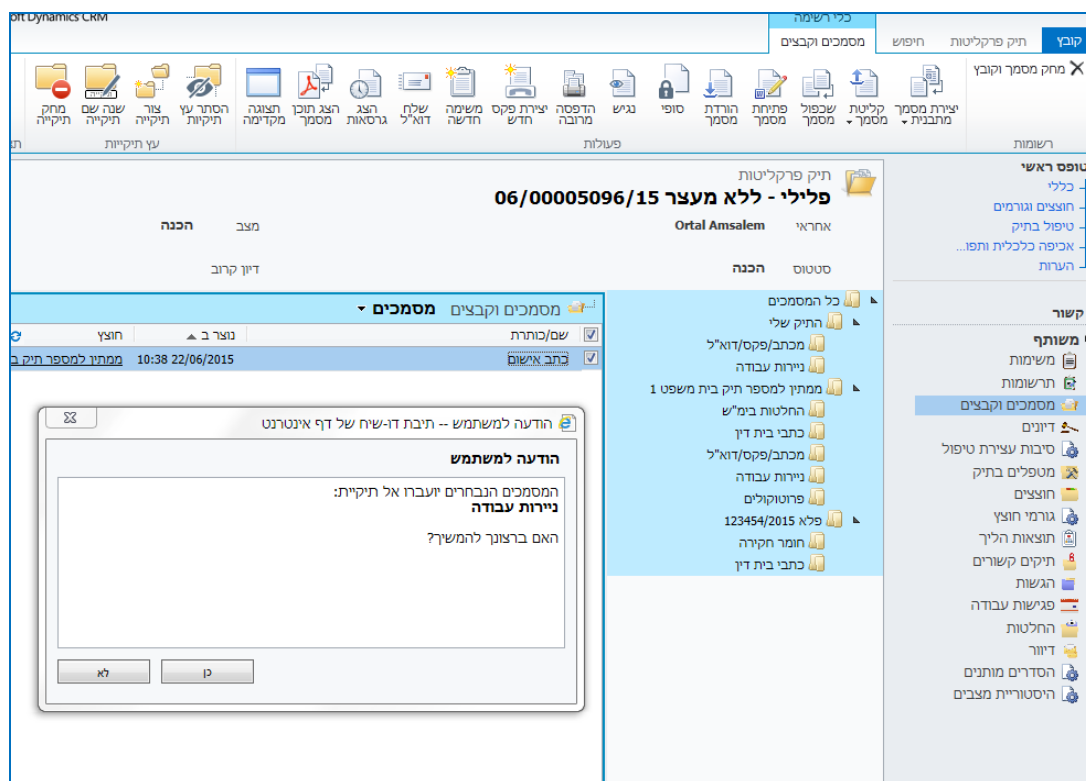 oft Dynamics CRM
כלי רשימה
קובץ תיק פרקליטות חיפוש מסמכים וקבצים
מחק מסמך וקובץ
יצירת מסמך מתבנית
קליטת מסמך
שכפול מסמך
פתיחת מסמך
הורדת מסמך
סופי
נגיש
הדפסה מרובה
יצירת פקס חדש
משימה חדשה
שלח דוא"ל
הצג גרסאות
הצג תוכן מסמך
תצוגה מקדימה
הסתר עץ תיקיות
צור תיקייה
שנה שם תיקייה
מחק תיקייה
רשומות פעולות עץ תיקייות
טופס ראשי
כללי
חוצצים וגורמים
טיפול בתיק
אכיפה כלכלית ותפו...
הערות
קשור
משותף
משימות
תרשומות
מסמכים וקבצים
דיונים
סיבות עצירת טיפול
מטפלים בתיק
חוצצים
גורמי חוצץ
תוצאות הליך
תיקים קשורים
הגשות
פגישות עבודה
החלטות
דיוור
הסדרים מותנים
היסטוריית מצבים
תיק פרקליטות
פלילי - ללא מעצר 06/00005096/15
אחראי Ortal Amsalem מצב הכנה
סטטוס הכנה דיון קרוב
כל המסמכים
התיק שלי
מכתב/פקס/דוא"ל
ניירות עבודה
ממתין למספר תיק בית משפט 1
החלטות בימ"ש
כתבי בית דין
מכתב/פקס/דוא"ל
ניירות עבודה
פרוטוקולים
פלא 123454/2015
חומר חקירה
כתבי בית דין
מסמכים וקבצים מסמכים
שם/כותרת נוצר ב חוצץ
כתב אישום 22/06/2015 10:38 ממתין למספר תיק ב
הודעה למשתמש -- תיבת דו-שיח של דף אינטרנט
הודעה למשתמש
המסמכים הנבחרים יועברו אל תיקיית:
ניירות עבודה
האם ברצונך להמשיך?
כן לא